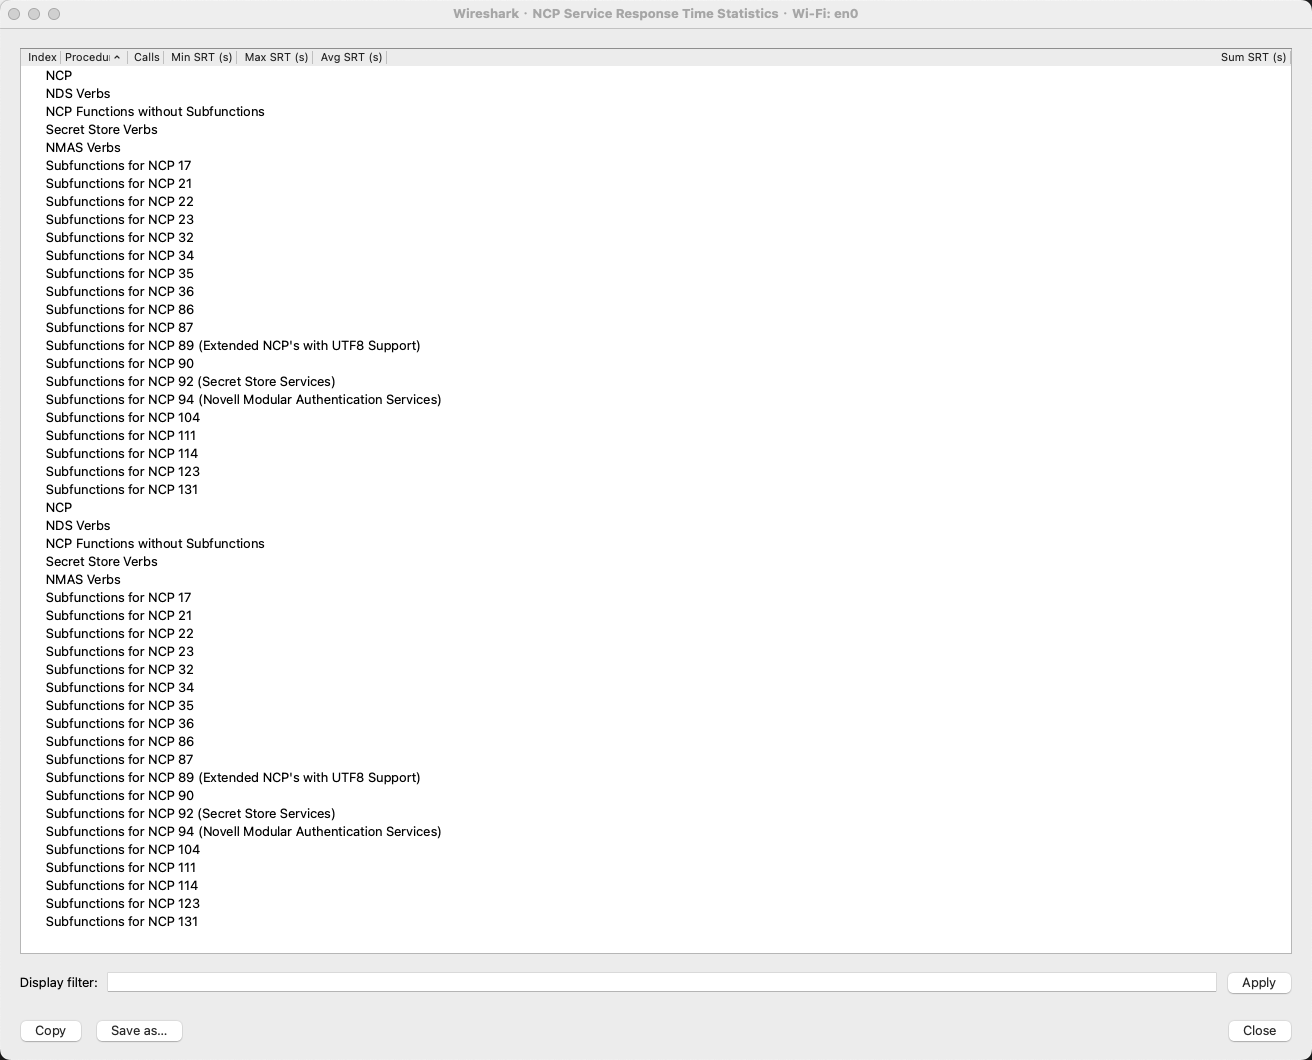 Wireshark · NCP Service Response Time Statistics · Wi-Fi: en0
Index Procedu Calls Min SRT (s) Max SRT (s) Avg SRT (s) Sum SRT (s)
NCP
NDS Verbs
NCP Functions without Subfunctions
Secret Store Verbs
NMAS Verbs
Subfunctions for NCP 17
Subfunctions for NCP 21
Subfunctions for NCP 22
Subfunctions for NCP 23
Subfunctions for NCP 32
Subfunctions for NCP 34
Subfunctions for NCP 35
Subfunctions for NCP 36
Subfunctions for NCP 86
Subfunctions for NCP 87
Subfunctions for NCP 89 (Extended NCP's with UTF8 Support)
Subfunctions for NCP 90
Subfunctions for NCP 92 (Secret Store Services)
Subfunctions for NCP 94 (Novell Modular Authentication Services)
Subfunctions for NCP 104
Subfunctions for NCP 111
Subfunctions for NCP 114
Subfunctions for NCP 123
Subfunctions for NCP 131
NCP
NDS Verbs
NCP Functions without Subfunctions
Secret Store Verbs
NMAS Verbs
Subfunctions for NCP 17
Subfunctions for NCP 21
Subfunctions for NCP 22
Subfunctions for NCP 23
Subfunctions for NCP 32
Subfunctions for NCP 34
Subfunctions for NCP 35
Subfunctions for NCP 36
Subfunctions for NCP 86
Subfunctions for NCP 87
Subfunctions for NCP 89 (Extended NCP's with UTF8 Support)
Subfunctions for NCP 90
Subfunctions for NCP 92 (Secret Store Services)
Subfunctions for NCP 94 (Novell Modular Authentication Services)
Subfunctions for NCP 104
Subfunctions for NCP 111
Subfunctions for NCP 114
Subfunctions for NCP 123
Subfunctions for NCP 131
Display filter: Apply
Copy Save as... Close